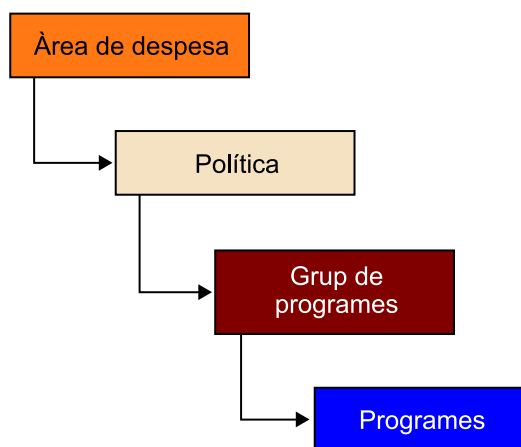 Àrea de despesa
Política
Grup de
programes
Programes